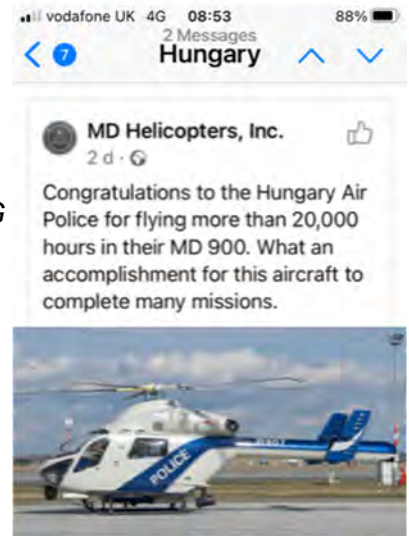 vodafone UK 4G 08:53 88%
2 Messages
7 Hungary
MD Helicopters, Inc.
2 d ·
Congratulations to the Hungary Air
Police for flying more than 20,000
hours in their MD 900. What an
accomplishment for this aircraft to
complete many missions.
POLICE